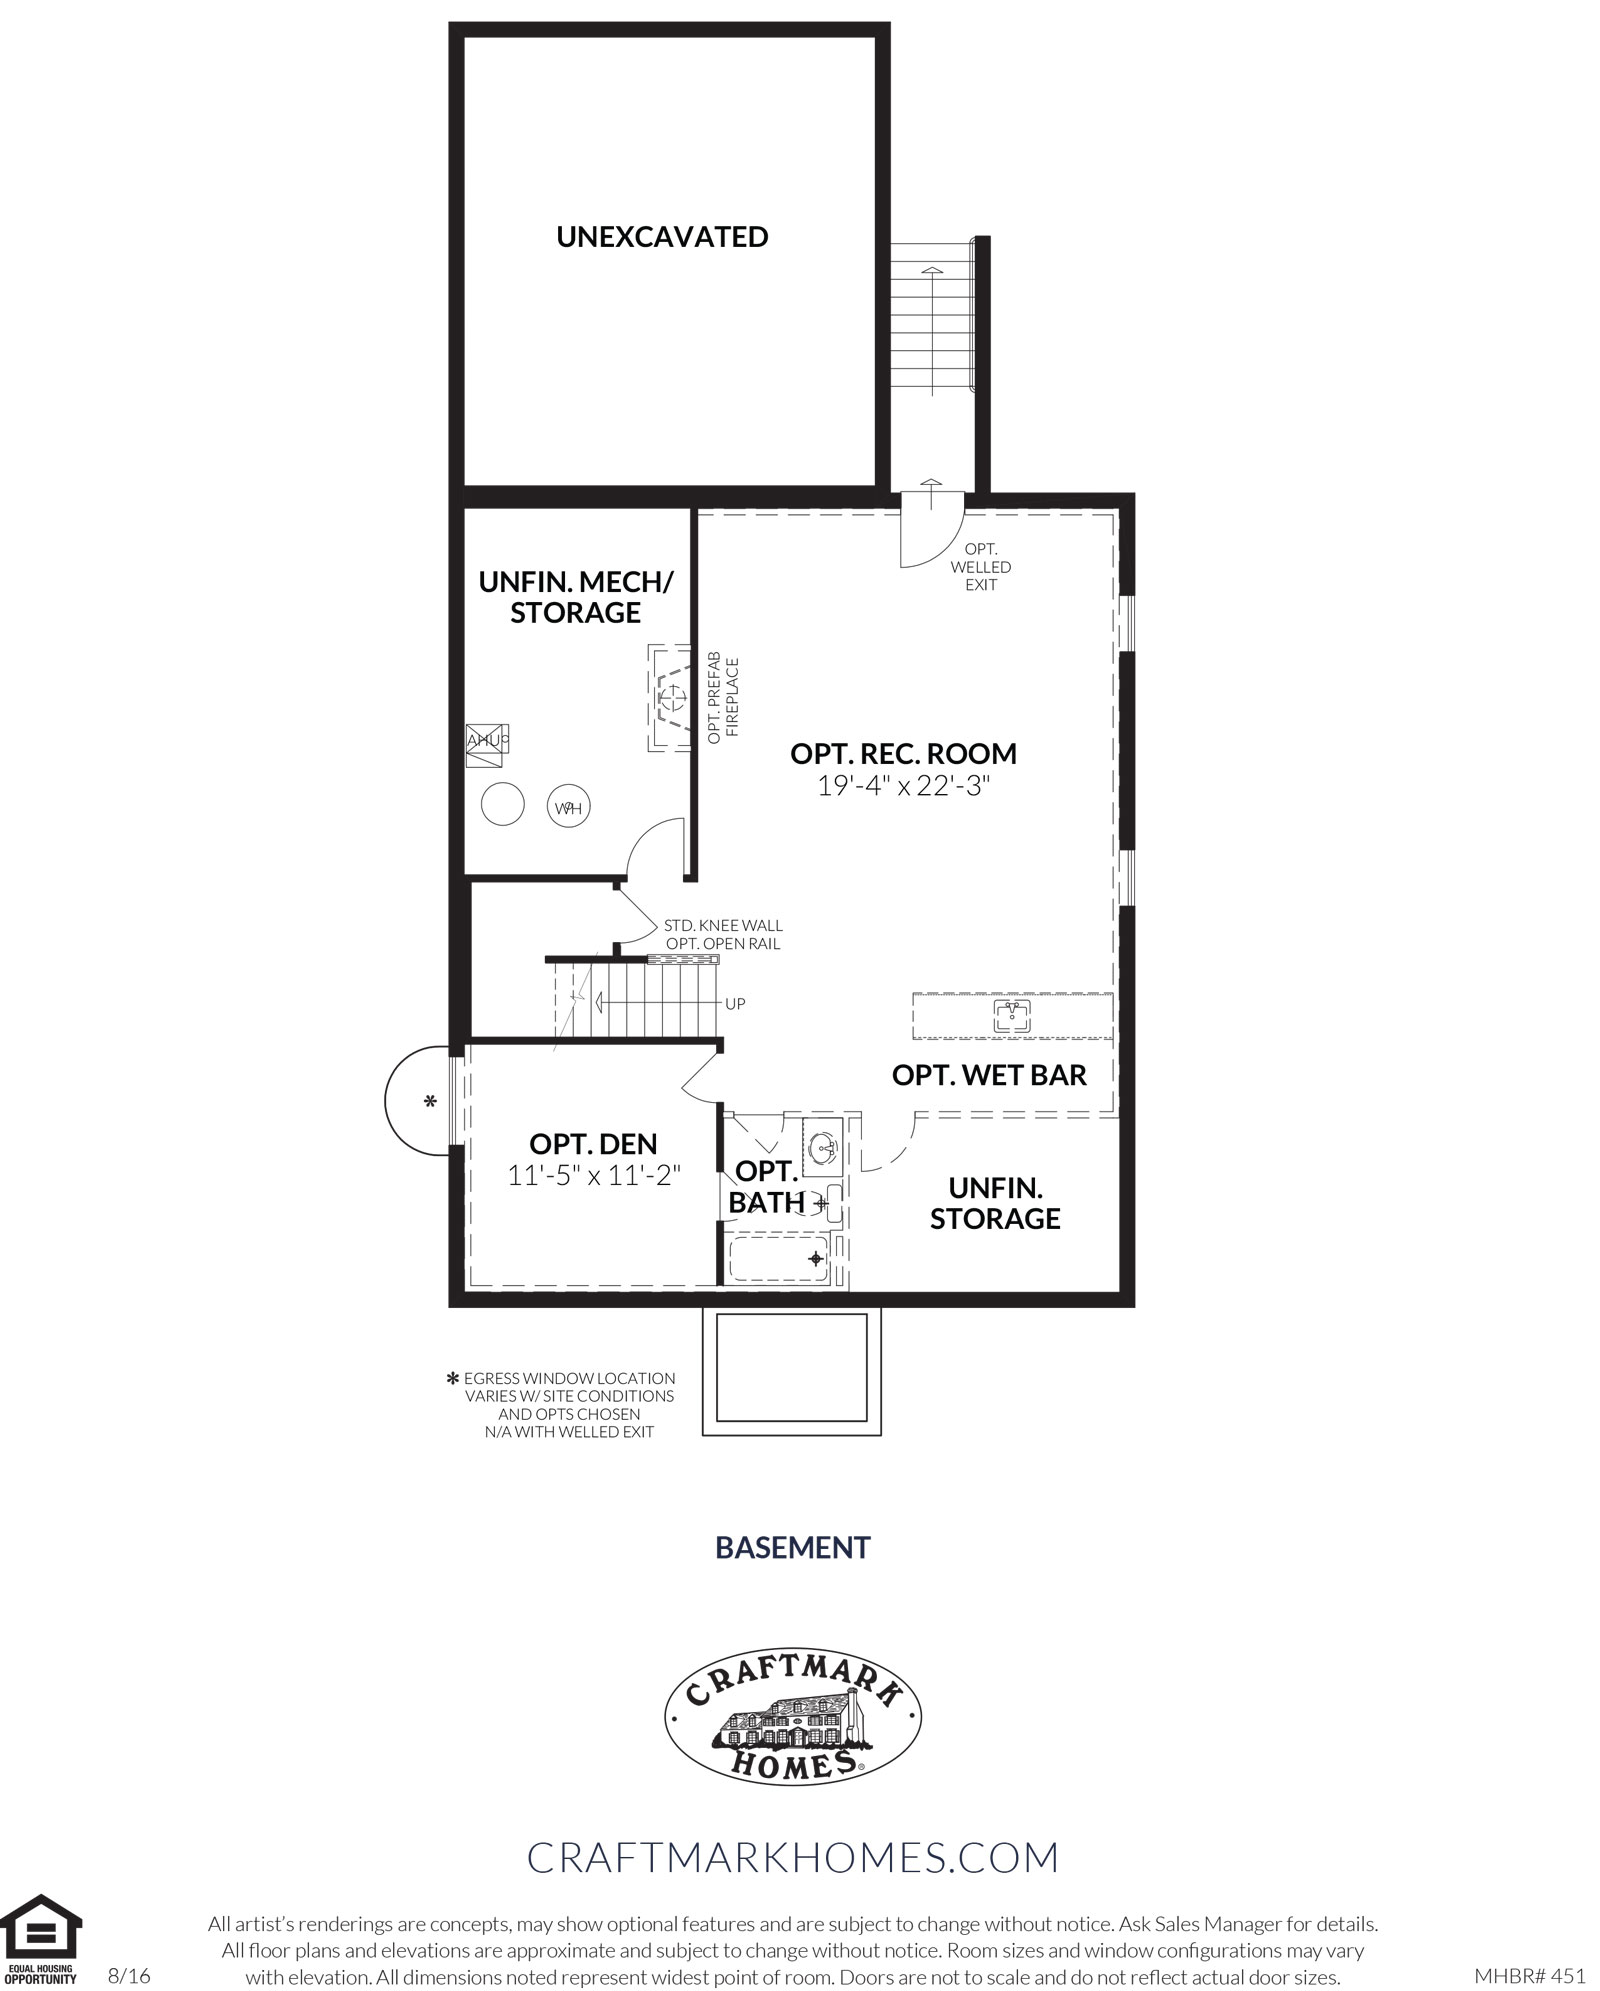 UNEXCAVATED
OPT.
WELLED
EXIT
UNFIN. MECH/
STORAGE
OPT. PREFAB
FIREPLACE
AHU
OPT. REC. ROOM
19'-4" x 22'-3"
WH
STD. KNEE WALL
OPT. OPEN RAIL
UP
OPT. WET BAR
*
OPT. DEN
11'-5" x 11'-2"
OPT.
BATH
UNFIN.
STORAGE
* EGRESS WINDOW LOCATION
VARIES W/ SITE CONDITIONS
AND OPTS CHOSEN
N/A WITH WELLED EXIT
BASEMENT
CRAFTMARK
HOMES®
CRAFTMARKHOMES.COM
All artist’s renderings are concepts, may show optional features and are subject to change without notice. Ask Sales Manager for details.
All floor plans and elevations are approximate and subject to change without notice. Room sizes and window configurations may vary
with elevation. All dimensions noted represent widest point of room. Doors are not to scale and do not reflect actual door sizes.
EQUAL HOUSING
OPPORTUNITY
8/16
MHBR# 451